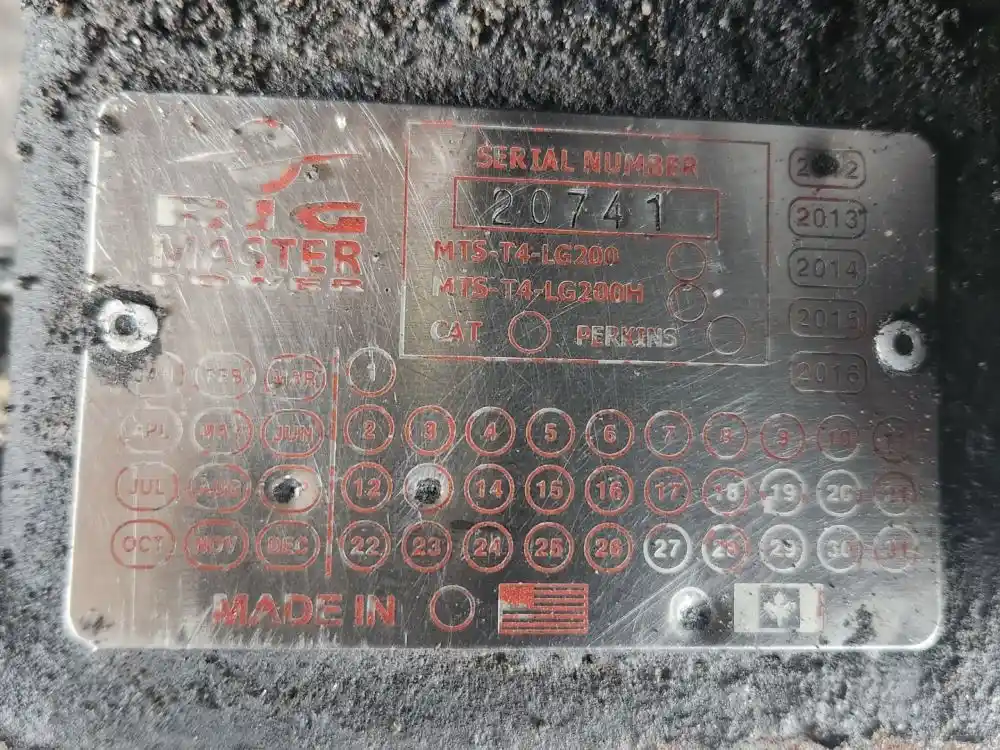 RIG
MASTER
POWER
SERIAL NUMBER
20741
MTS-T4-LG200
MTS-T4-LG200H
CAT PERKINS
2012
2013
2014
2015
2016
JAN FEB MAR 1
APL MAY JUN 2 3 4 5 6 7 8 9 10 11
JUL AUG 12 14 15 16 17 18 19 20 21
OCT NOV DEC 22 23 24 25 26 27 28 29 30 31
MADE IN